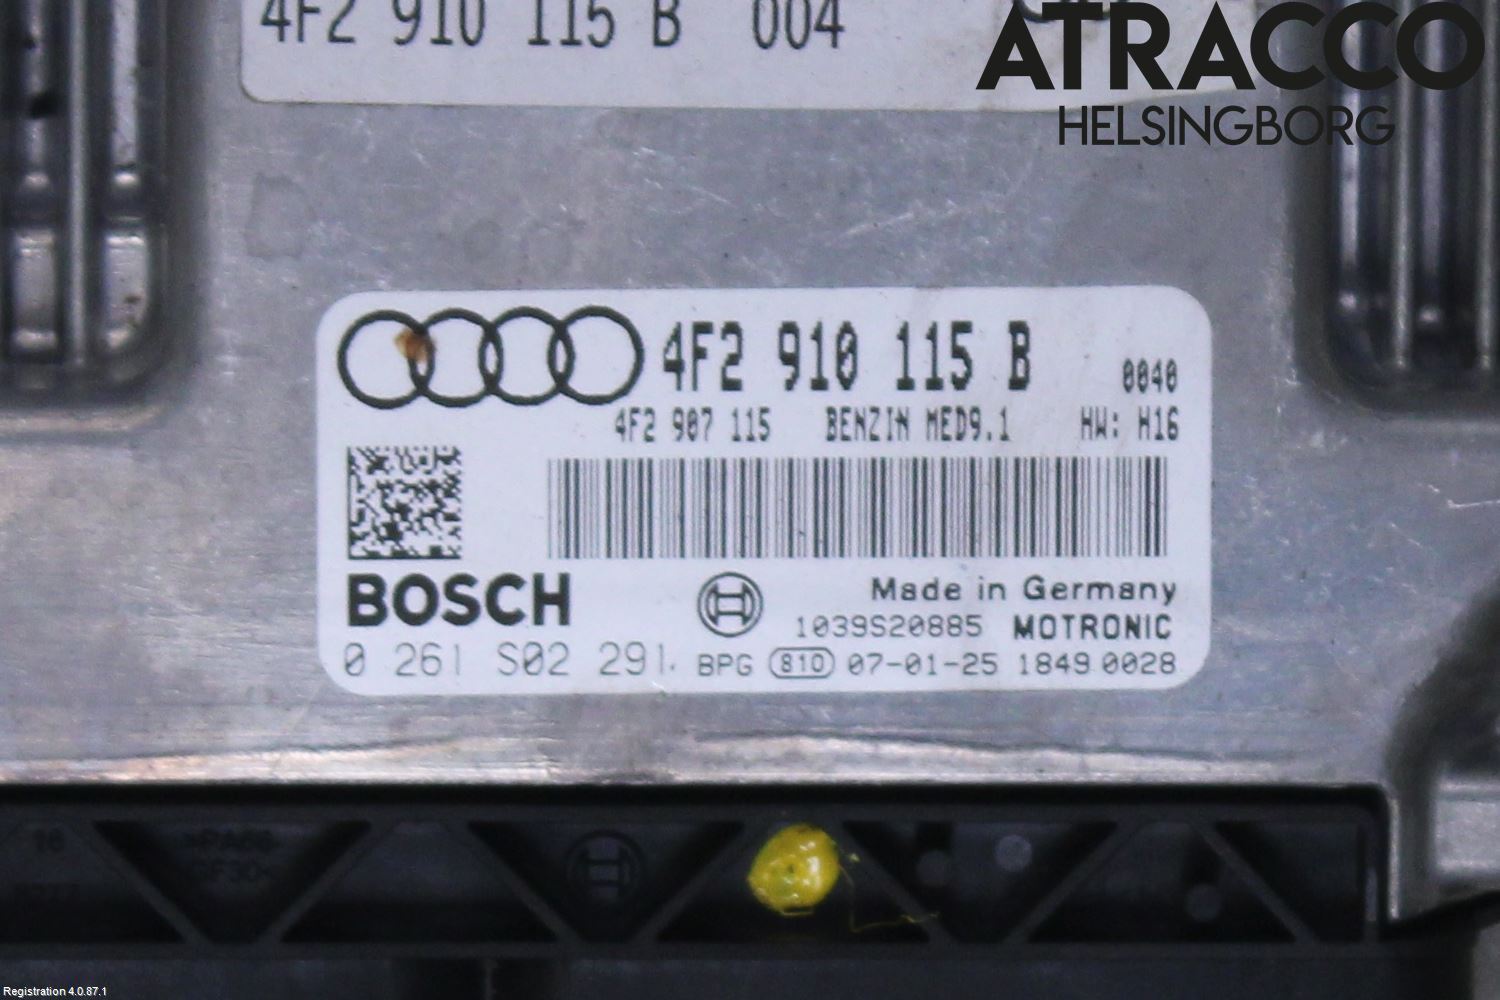 4F2 910 115 B 004
ATRACCO
HELSINGBORG
4F2 910 115 B 0040
4F2 907 115 BENZIN MED9.1 HW: H16
BOSCH
Made in Germany
1039S20885 MOTRONIC
0 261 S02 291. BPG 810 07-01-25 1849 0028
Registration 4.0.87.1